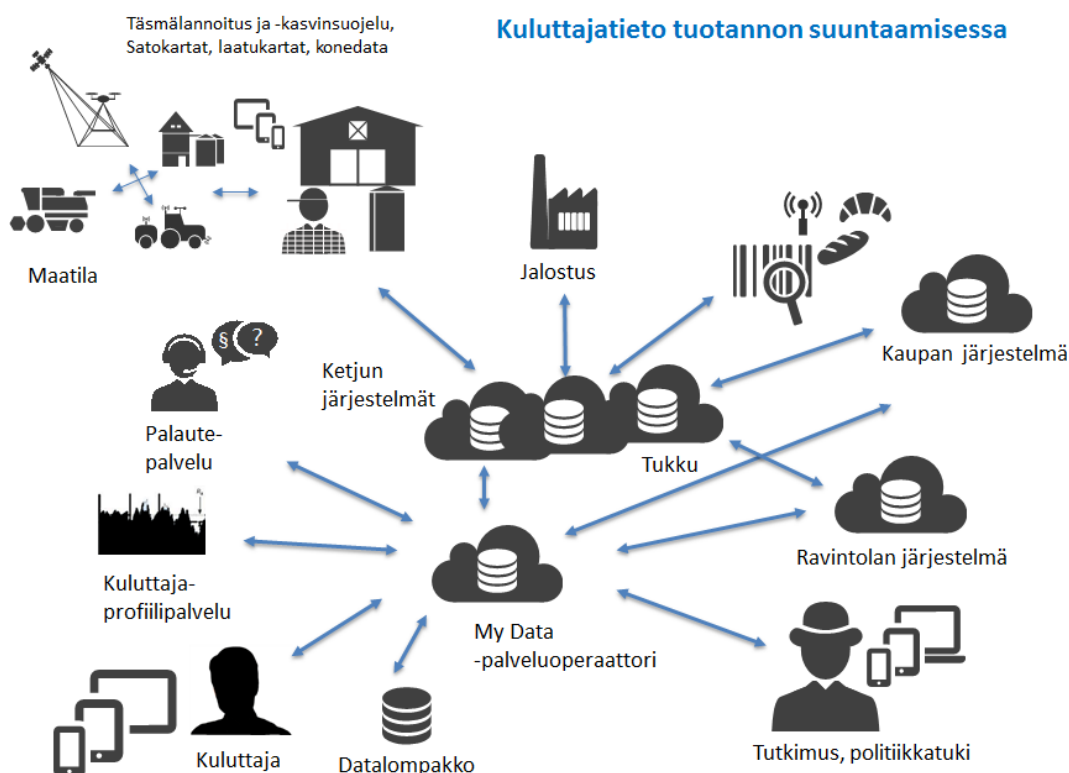 Täsmälannoitus ja -kasvinsuojelu,
Satokartat, laatukartat, konedata
Kuluttajatieto tuotannon suuntaamisessa
Maatila
Jalostus
Kaupan järjestelmä
Ketjun
järjestelmät
§ ?
Palaute-
palvelu
Tukku
Ravintolan järjestelmä
Kuluttaja-
profiilipalvelu
My Data
-palveluoperaattori
Kuluttaja
Datalompakko
Tutkimus, politiikkatuki